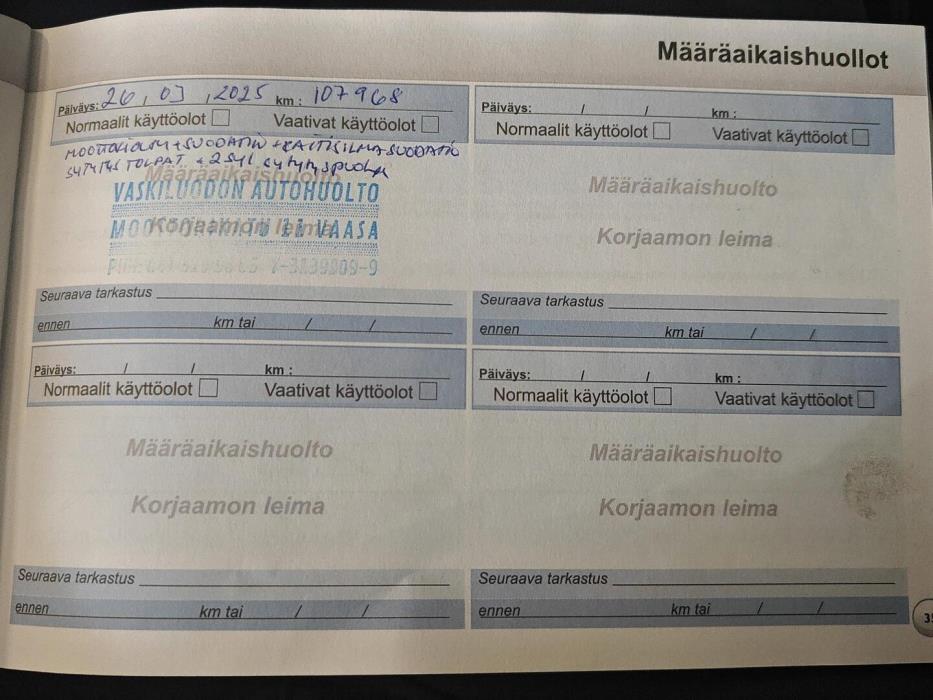 Määräaikaishuollot
Päiväys: 26 / 03 / 2025 km : 107968
Normaalit käyttöolot Vaativat käyttöolot
MOOTTORIÖLJY + SUODATIN + RAITISILMASUODATIN
SYTYTYSTULPAT + 2 SYL sytytyspuola
Määräaikaishuolto
VASKILUODON AUTOHUOLTO
Korjaamon leima
VAASA
Seuraava tarkastus
ennen km tai / /
Päiväys: / / km :
Normaalit käyttöolot Vaativat käyttöolot
Määräaikaishuolto
Korjaamon leima
Seuraava tarkastus
ennen km tai / /
Päiväys: / / km :
Normaalit käyttöolot Vaativat käyttöolot
Määräaikaishuolto
Korjaamon leima
Seuraava tarkastus
ennen km tai / /
Päiväys: / / km :
Normaalit käyttöolot Vaativat käyttöolot
Määräaikaishuolto
Korjaamon leima
Seuraava tarkastus
ennen km tai / /